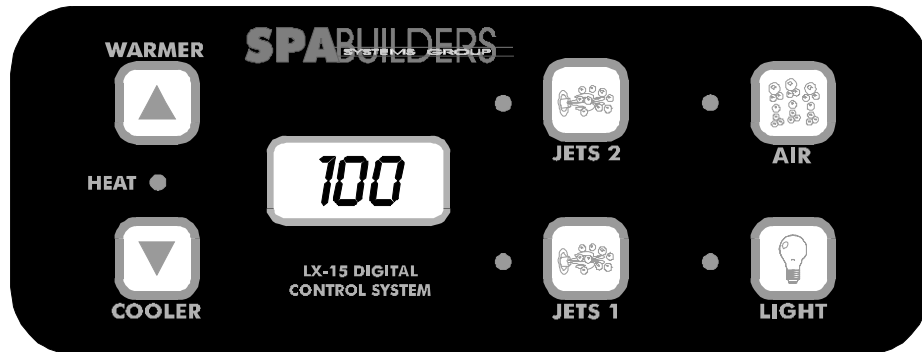 WARMER
SPABUILDERS
SYSTEMS GROUP
HEAT
COOLER
100
LX-15 DIGITAL
CONTROL SYSTEM
JETS 2
AIR
JETS 1
LIGHT